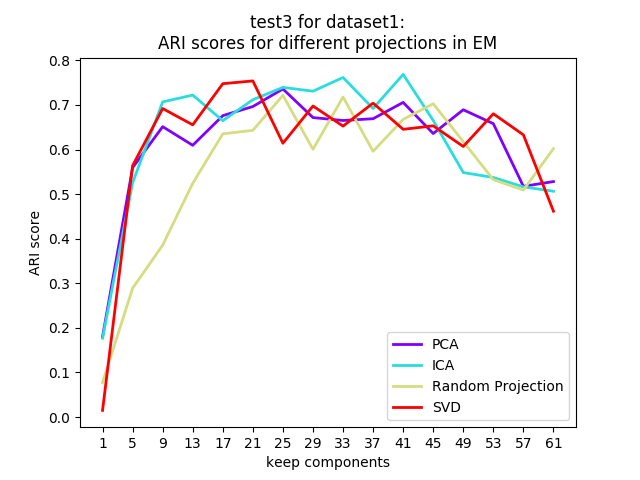 test3 for dataset1:
ARI scores for different projections in EM
0.8
0.7
0.6
0.5
0.4
0.3
0.2
0.1
0.0
ARI score
PCA
ICA
Random Projection
SVD
1 5 9 13 17 21 25 29 33 37 41 45 49 53 57 61
keep components